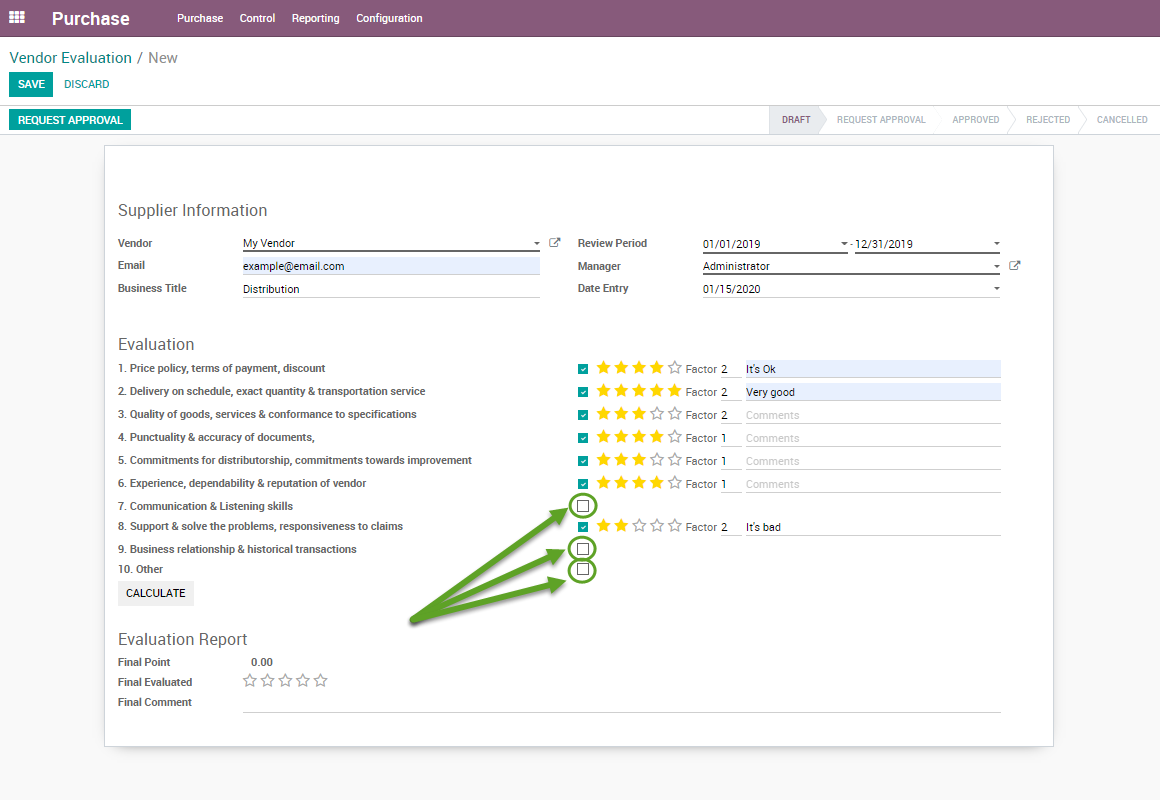 Purchase Purchase Control Reporting Configuration
Vendor Evaluation / New
SAVE DISCARD
REQUEST APPROVAL DRAFT REQUEST APPROVAL APPROVED REJECTED CANCELLED
Supplier Information
Vendor My Vendor Review Period 01/01/2019 - 12/31/2019
Email example@email.com Manager Administrator
Business Title Distribution Date Entry 01/15/2020
Evaluation
1. Price policy, terms of payment, discount Factor 2 It's Ok
2. Delivery on schedule, exact quantity & transportation service Factor 2 Very good
3. Quality of goods, services & conformance to specifications Factor 2 Comments
4. Punctuality & accuracy of documents, Factor 1 Comments
5. Commitments for distributorship, commitments towards improvement Factor 1 Comments
6. Experience, dependability & reputation of vendor Factor 1 Comments
7. Communication & Listening skills
8. Support & solve the problems, responsiveness to claims Factor 2 It's bad
9. Business relationship & historical transactions
10. Other
CALCULATE
Evaluation Report
Final Point 0.00
Final Evaluated
Final Comment